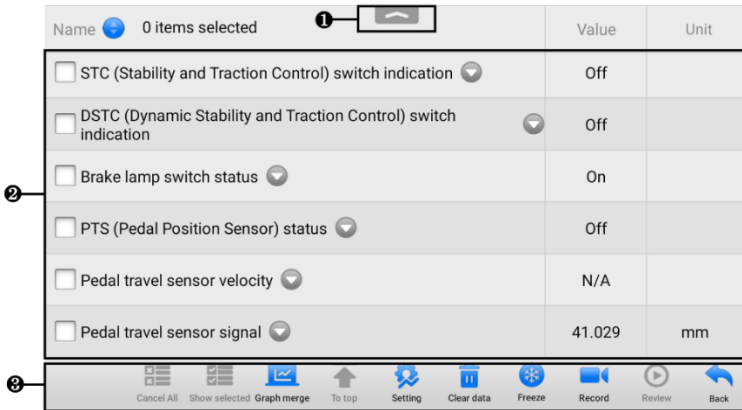 Name 0 items selected ❶ Value Unit
STC (Stability and Traction Control) switch indication Off
DSTC (Dynamic Stability and Traction Control) switch
indication Off
❷
Brake lamp switch status On
PTS (Pedal Position Sensor) status Off
Pedal travel sensor velocity N/A
Pedal travel sensor signal 41.029 mm
❸
Cancel All Show selected Graph merge To top Setting Clear data Freeze Record Review Back